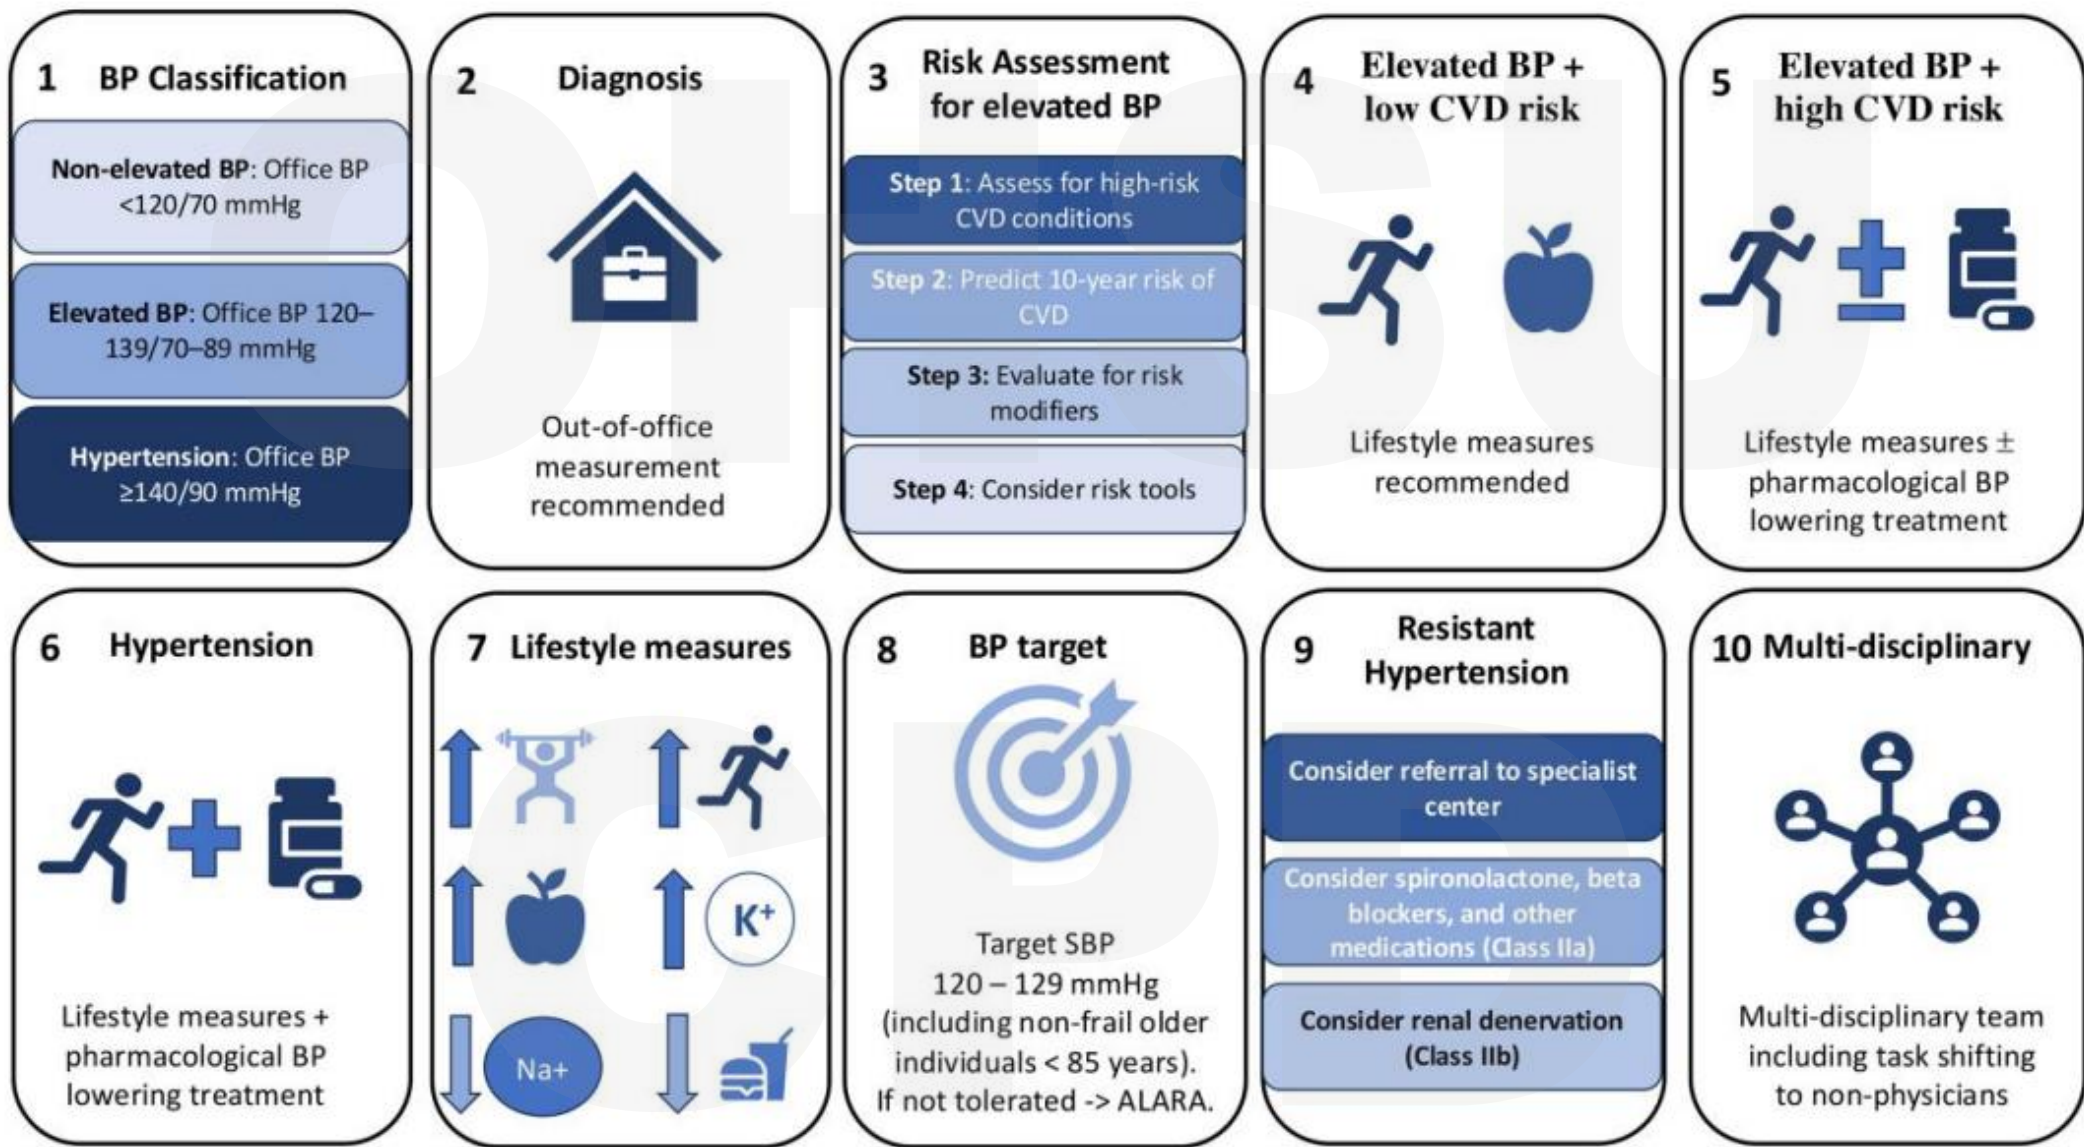 1 BP Classification
Non-elevated BP: Office BP
<120/70 mmHg
Elevated BP: Office BP 120–
139/70–89 mmHg
Hypertension: Office BP
≥140/90 mmHg
2 Diagnosis
Out-of-office
measurement
recommended
3 Risk Assessment
for elevated BP
Step 1: Assess for high-risk
CVD conditions
Step 2: Predict 10-year risk of
CVD
Step 3: Evaluate for risk
modifiers
Step 4: Consider risk tools
4 Elevated BP +
low CVD risk
Lifestyle measures
recommended
5 Elevated BP +
high CVD risk
Lifestyle measures ±
pharmacological BP
lowering treatment
6 Hypertension
Lifestyle measures +
pharmacological BP
lowering treatment
7 Lifestyle measures
K+
Na+
8 BP target
Target SBP
120 – 129 mmHg
(including non-frail older
individuals < 85 years).
If not tolerated -> ALARA.
9 Resistant
Hypertension
Consider referral to specialist
center
Consider spironolactone, beta
blockers, and other
medications (Class IIa)
Consider renal denervation
(Class IIb)
10 Multi-disciplinary
Multi-disciplinary team
including task shifting
to non-physicians
OHSU
CPD